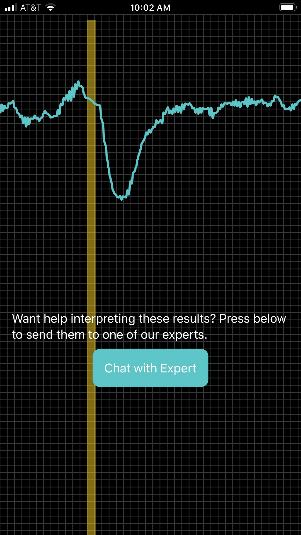 AT&T 10:02 AM
Want help interpreting these results? Press below
to send them to one of our experts.
Chat with Expert